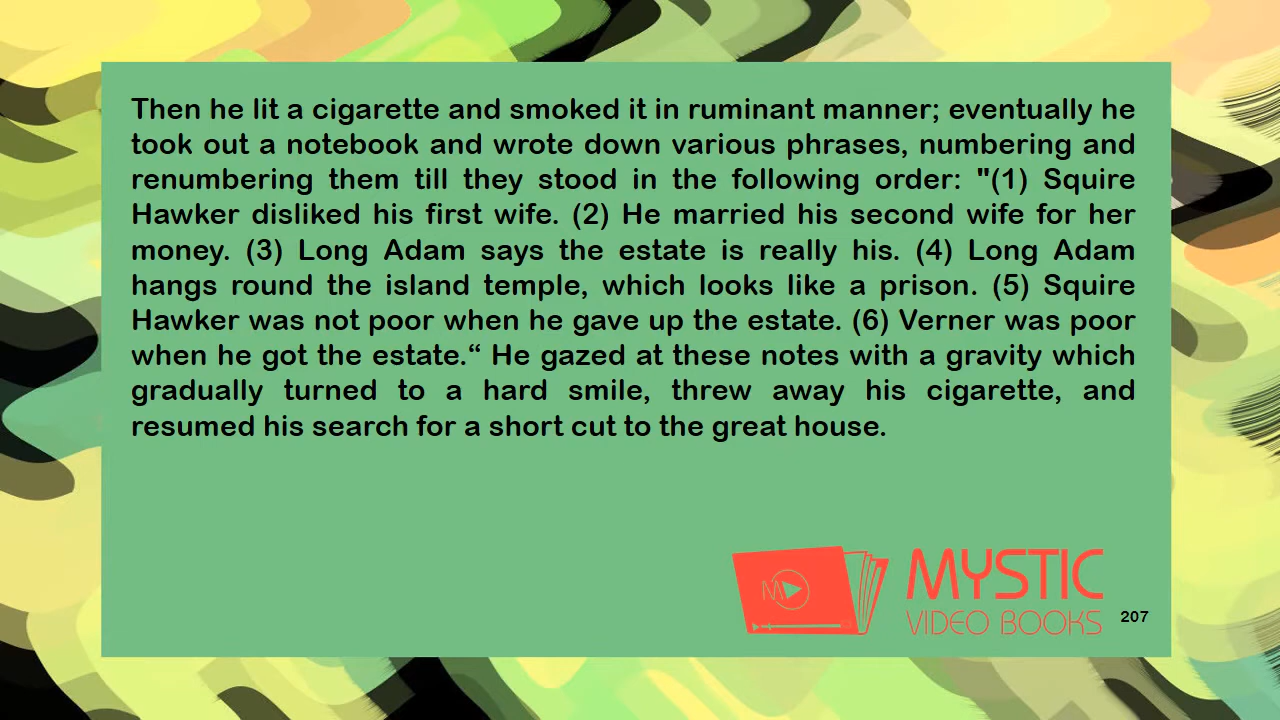 Then he lit a cigarette and smoked it in ruminant manner; eventually he
took out a notebook and wrote down various phrases, numbering and
renumbering them till they stood in the following order: "(1) Squire
Hawker disliked his first wife. (2) He married his second wife for her
money. (3) Long Adam says the estate is really his. (4) Long Adam
hangs round the island temple, which looks like a prison. (5) Squire
Hawker was not poor when he gave up the estate. (6) Verner was poor
when he got the estate.“ He gazed at these notes with a gravity which
gradually turned to a hard smile, threw away his cigarette, and
resumed his search for a short cut to the great house.
M
MYSTIC
VIDEO BOOKS
207